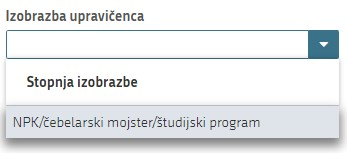 Izobrazba upravičenca
Stopnja izobrazbe
NPK/čebelarski mojster/študijski program